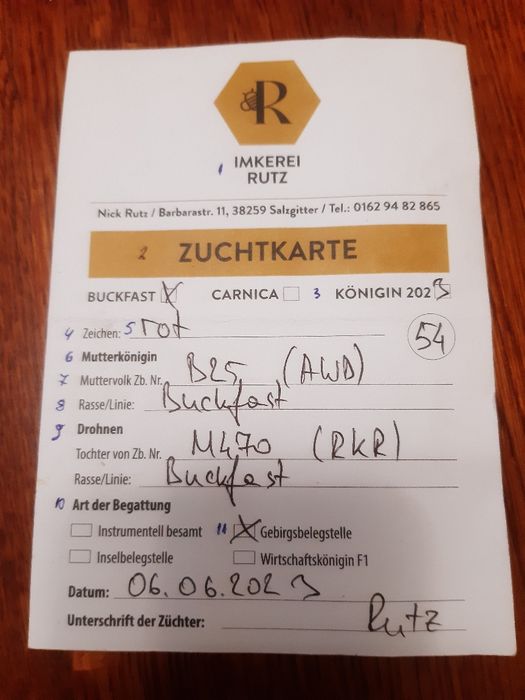 R
1 IMKEREI
RUTZ
Nick Rutz / Barbarastr. 11, 38259 Salzgitter / Tel.: 0162 94 82 865
2 ZUCHTKARTE
BUCKFAST X CARNICA 3 KÖNIGIN 2023
4 Zeichen: 5 rot 54
6 Mutterkönigin
7 Muttervolk Zb. Nr. B25 (AWD)
8 Rasse/Linie: Buckfast
9 Drohnen
Tochter von Zb. Nr. M470 (RKR)
Rasse/Linie: Buckfast
10 Art der Begattung
Instrumentell besamt 11 X Gebirgsbelegstelle
Inselbelegstelle Wirtschaftskönigin F1
Datum: 06.06.2023
Unterschrift der Züchter: Rutz